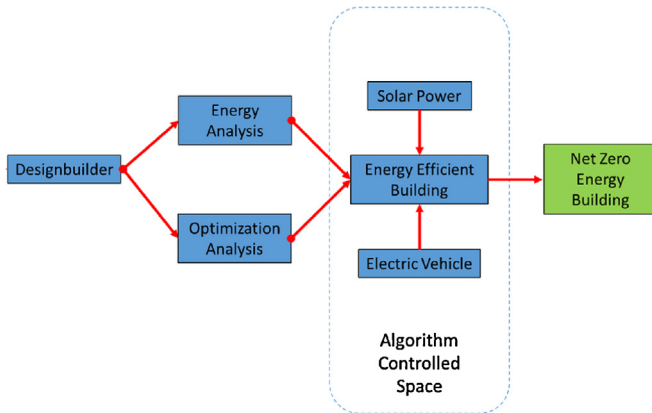 Designbuilder
Energy
Analysis
Optimization
Analysis
Solar Power
Energy Efficient
Building
Electric Vehicle
Algorithm
Controlled
Space
Net Zero
Energy
Building